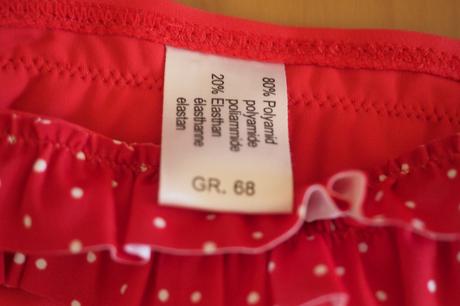 80% Polyamid
polyamide
poliammide
20% Elasthan
élasthanne
elastan
GR. 68